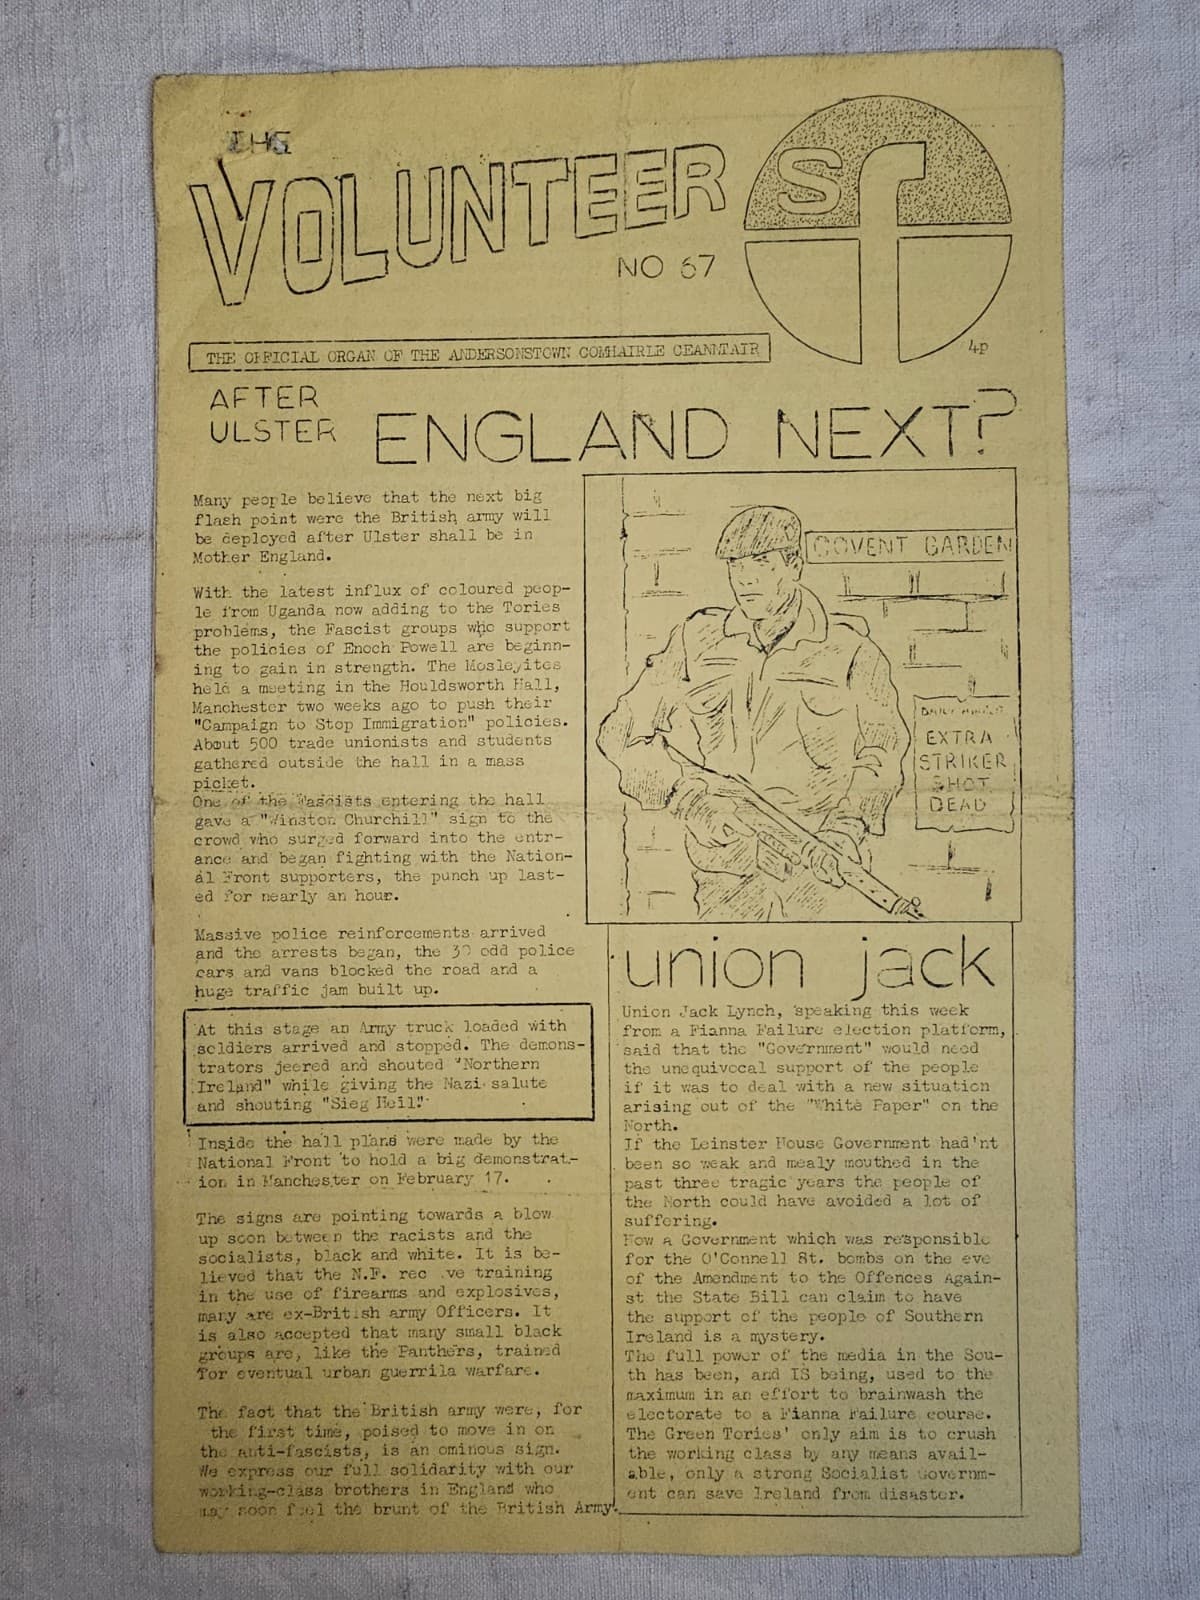 THE
VOLUNTEER
NO 67
sf
4p
THE OFFICIAL ORGAN OF THE ANDERSONSTOWN COMHAIRLE CEANNTAIR
AFTER
ULSTER
ENGLAND NEXT?
Many people believe that the next big
flash point were the British army will
be deployed after Ulster shall be in
Mother England.
With the latest influx of coloured peop-
le from Uganda now adding to the Tories
problems, the Fascist groups who support
the policies of Enoch Powell are beginn-
ing to gain in strength. The Mosleyites
held a meeting in the Houldsworth Hall,
Manchester two weeks ago to push their
"Campaign to Stop Immigration" policies.
About 500 trade unionists and students
gathered outside the hall in a mass
picket.
One of the Fascists entering the hall
gave a "Winston Churchill" sign to the
crowd who surged forward into the entr-
ance and began fighting with the Nation-
al Front supporters, the punch up last-
ed for nearly an hour.
Massive police reinforcements arrived
and the arrests began, the 30 odd police
cars and vans blocked the road and a
huge traffic jam built up.
At this stage an Army truck loaded with
soldiers arrived and stopped. The demons-
trators jeered and shouted "Northern
Ireland" while giving the Nazi salute
and shouting "Sieg Heil"
Inside the hall plans were made by the
National Front to hold a big demonstrat-
ion in Manchester on February 17.
The signs are pointing towards a blow
up soon between the racists and the
socialists, black and white. It is be-
lieved that the N.F. rec ve training
in the use of firearms and explosives,
many are ex-British army Officers. It
is also accepted that many small black
groups are, like the Panthers, trained
for eventual urban guerrila warfare.
The fact that the British army were, for
the first time, poised to move in on
the anti-fascists, is an ominous sign.
We express our full solidarity with our
working-class brothers in England who
may soon feel the brunt of the British Army.
COVENT GARDEN
DAILY
EXTRA
STRIKER
SHOT
DEAD
union jack
Union Jack Lynch, speaking this week
from a Fianna Failure election platform,
said that the "Government" would need
the unequivocal support of the people
if it was to deal with a new situation
arising out of the "White Paper" on the
North.
If the Leinster House Government had'nt
been so weak and mealy mouthed in the
past three tragic years the people of
the North could have avoided a lot of
suffering.
How a Government which was responsible
for the O'Connell St. bombs on the eve
of the Amendment to the Offences Again-
st the State Bill can claim to have
the support of the people of Southern
Ireland is a mystery.
The full power of the media in the Sou-
th has been, and IS being, used to the
maximum in an effort to brainwash the
electorate to a Fianna Failure course.
The Green Tories' only aim is to crush
the working class by any means avail-
able, only a strong Socialist Governm-
ent can save Ireland from disaster.